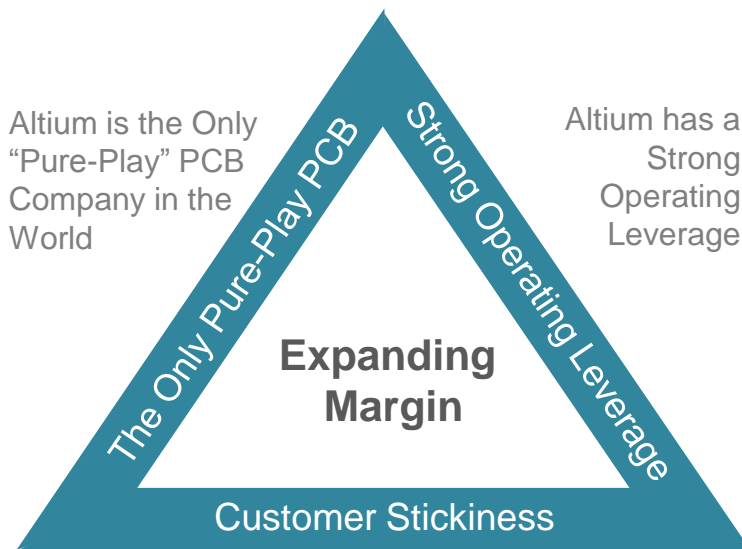 Altium is the Only
“Pure-Play” PCB
Company in the
World
The Only Pure-Play PCB
Strong Operating Leverage
Altium has a
Strong
Operating
Leverage
Expanding
Margin
Customer Stickiness